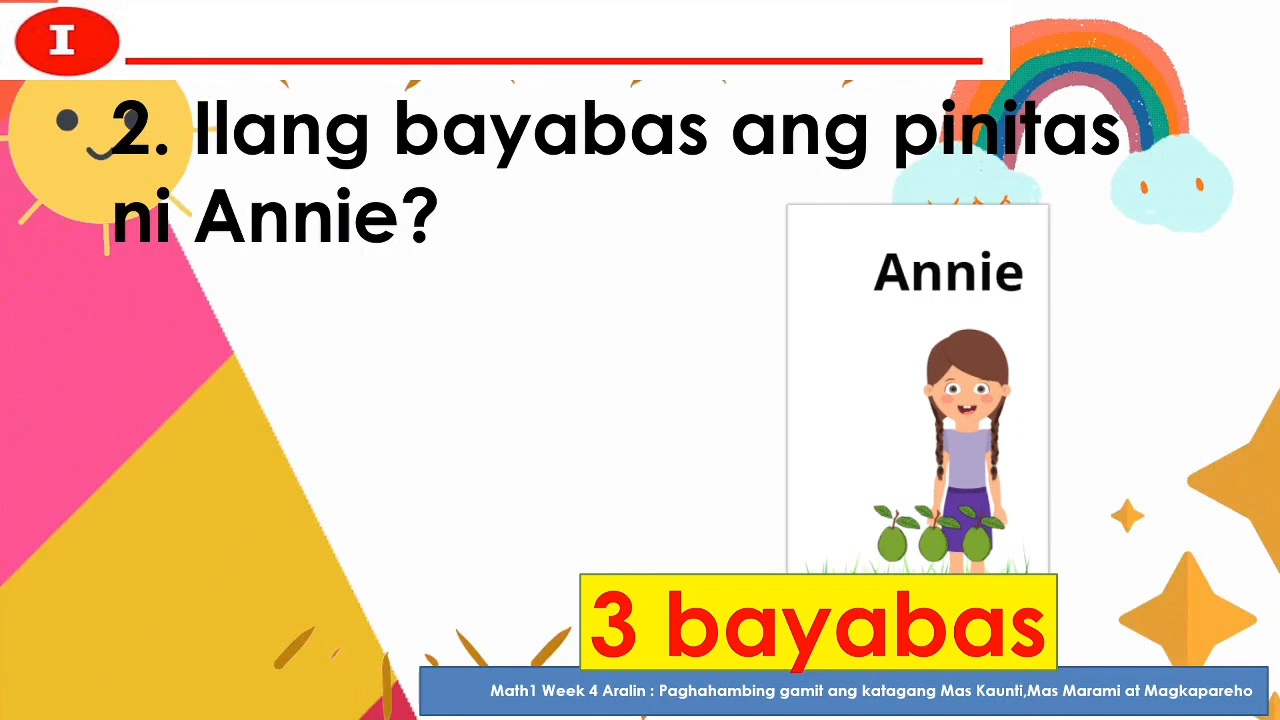 I
2. Ilang bayabas ang pinitas
ni Annie?
Annie
3 bayabas
Math1 Week 4 Aralin : Paghahambing gamit ang katagang Mas Kaunti,Mas Marami at Magkapareho